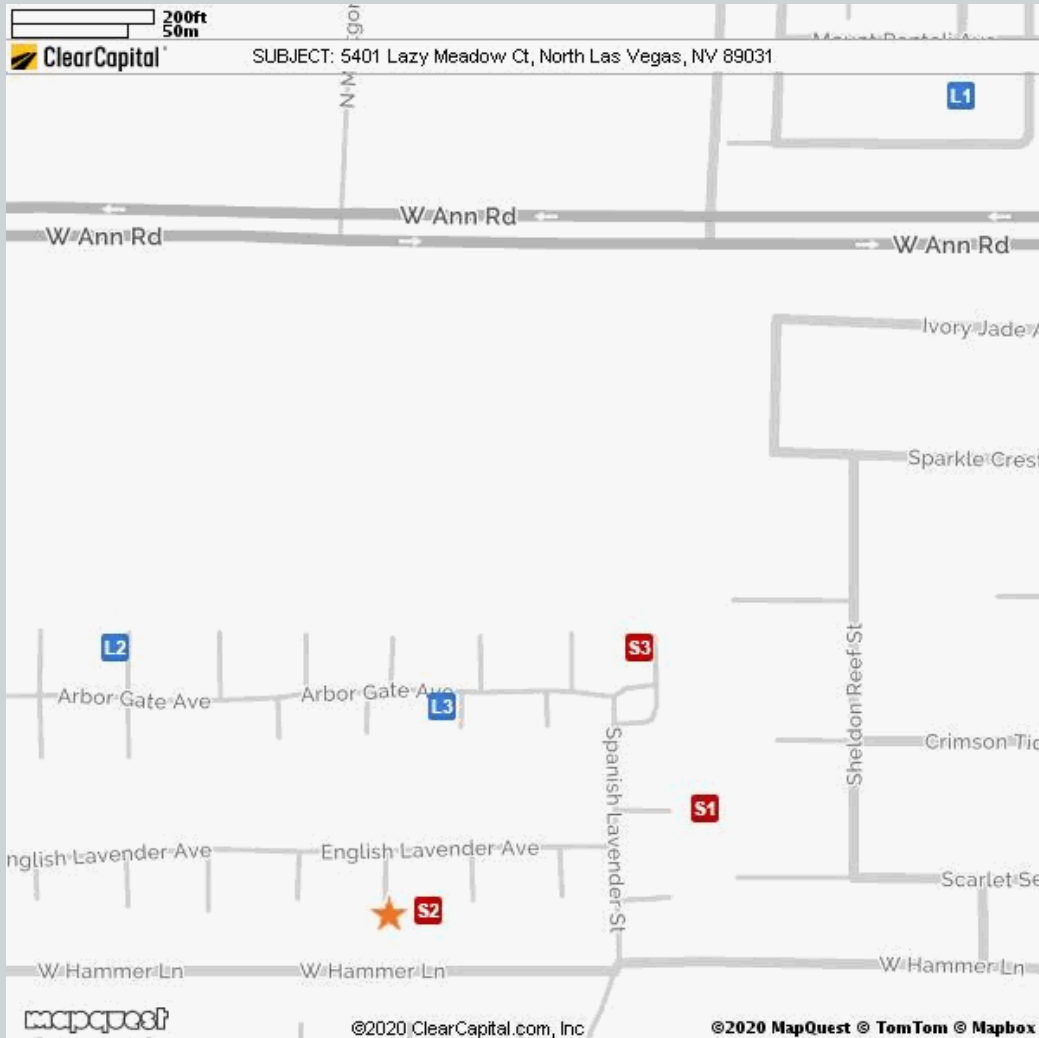 200ft
50m
ClearCapital
SUBJECT: 5401 Lazy Meadow Ct, North Las Vegas, NV 89031
L1
W Ann Rd
W Ann Rd
W Ann Rd
Ivory Jade A
Sparkle Crest
L2
S3
Arbor Gate Ave
Arbor Gate Ave
L3
Sheldon Reef St
Spanish Lavender St
Crimson Tid
S1
nglish Lavender Ave
English Lavender Ave
Scarlet Se
S2
W Hammer Ln
W Hammer Ln
W Hammer Ln
mapquest
©2020 ClearCapital.com, Inc
©2020 MapQuest © TomTom © Mapbox